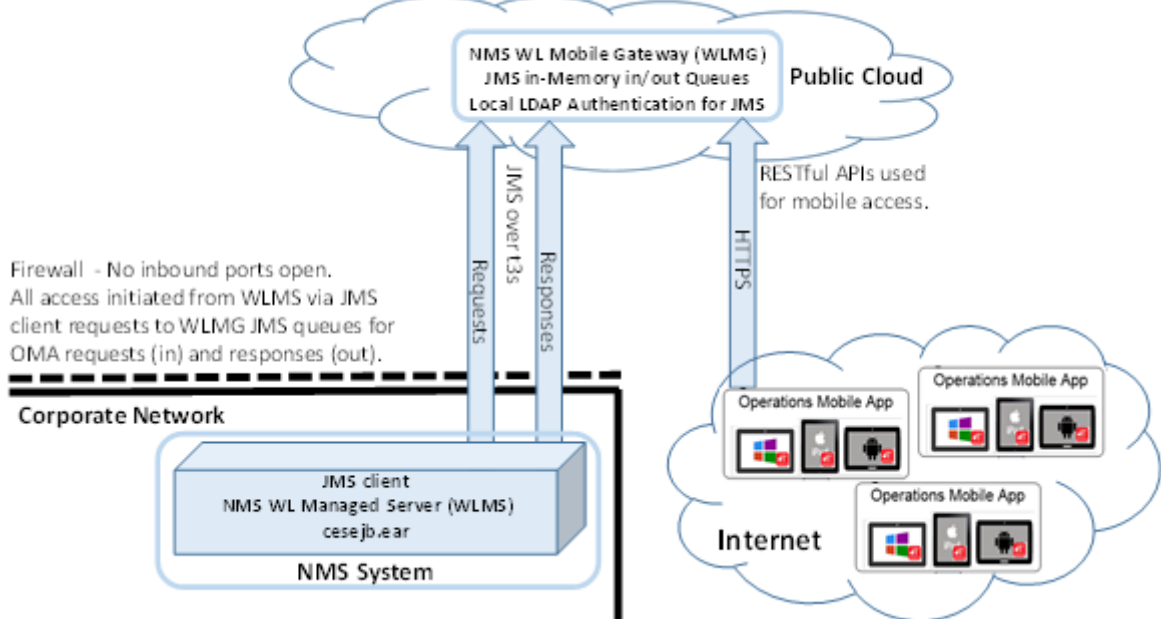 NMS WL Mobile Gateway (WLMG)
JMS in-Memory in/out Queues
Local LDAP Authentication for JMS
Public Cloud
RESTful APIs used
for mobile access.
JMS over t3s
Requests
Responses
HTTPS
Firewall - No inbound ports open.
All access initiated from WLMS via JMS
client requests to WLMG JMS queues for
OMA requests (in) and responses (out).
Corporate Network
JMS client
NMS WL Managed Server (WLMS)
cesejb.ear
NMS System
Operations Mobile App
Operations Mobile App
Operations Mobile App
Internet